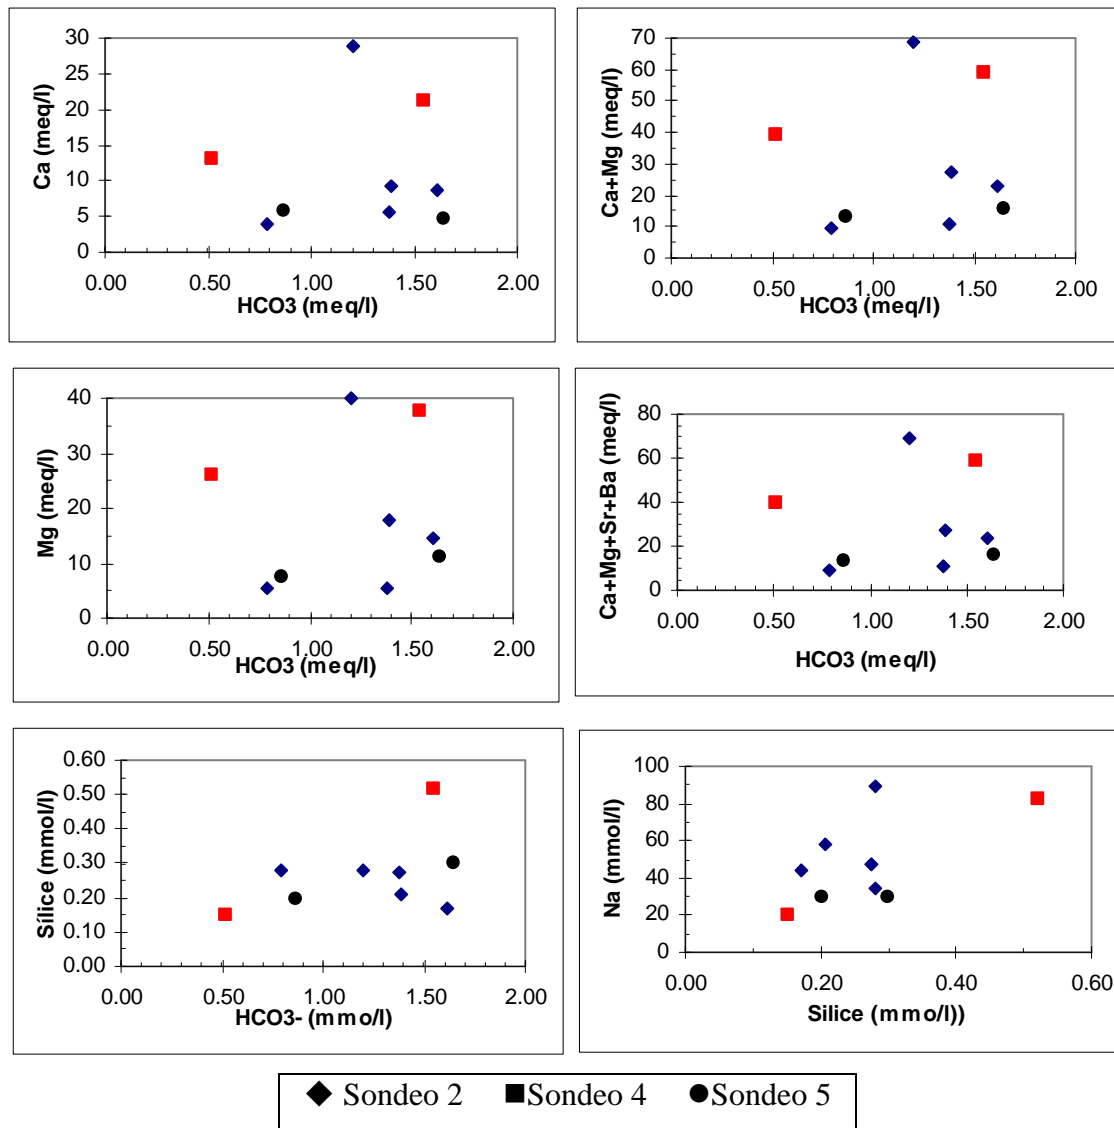 30
25
20
15
10
5
0
Ca (meq/l)
0.00 0.50 1.00 1.50 2.00
HCO3 (meq/l)
70
60
50
40
30
20
10
0
Ca+Mg (meq/l)
0.00 0.50 1.00 1.50 2.00
HCO3 (meq/l)
40
30
20
10
0
Mg (meq/l)
0.00 0.50 1.00 1.50 2.00
HCO3 (meq/l)
80
60
40
20
0
Ca+Mg+Sr+Ba (meq/l)
0.00 0.50 1.00 1.50 2.00
HCO3 (meq/l)
0.60
0.50
0.40
0.30
0.20
0.10
0.00
Sílice (mmol/l)
0.00 0.50 1.00 1.50 2.00
HCO3- (mmo/l)
100
80
60
40
20
0
Na (mmol/l)
0.00 0.20 0.40 0.60
Silice (mmo/l))
Sondeo 2 Sondeo 4 Sondeo 5